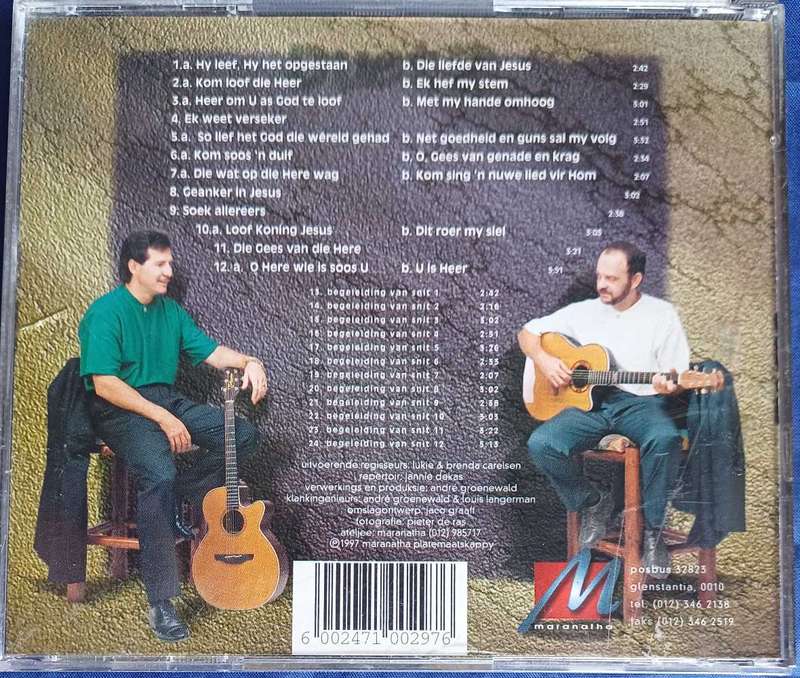 1.a. Hy leef, Hy het opgestaan b. Die liefde van Jesus 2:42
2.a. Kom loof die Heer b. Ek hef my stem 2:29
3.a. Heer om U as God te loof b. Met my hande omhoog 5:01
4. Ek weet verseker 2:51
5.a. So lief het God die wêreld gehad b. Net goedheid en guns sal my volg 5:52
6.a. Kom soos 'n duif b. O, Gees van genade en krag 2:34
7.a. Die wat op die Here wag b. Kom sing 'n nuwe lied vir Hom 2:07
8. Geanker in Jesus 5:02
9: Soek allereers 2:38
10.a. Loof Koning Jesus b. Dit roer my siel 5:05
11. Die Gees van die Here 5:21
12.a. O Here wie is soos U b. U is Heer 5:51
13. begeleiding van snit 1 2:42
14. begeleiding van snit 2 2:16
15. begeleiding van snit 3 5:02
16. begeleiding van snit 4 2:51
17. begeleiding van snit 5 5:26
18. begeleiding van snit 6 2:35
19. begeleiding van snit 7 2:07
20. begeleiding van snit 8 5:02
21. begeleiding van snit 9 2:38
22. begeleiding van snit 10 5:05
23. begeleiding van snit 11 5:22
24. begeleiding van snit 12 5:13
uitvoerende regisseurs: lukie & brenda carelsen
repertoir: jannie dekas
verwerkings en produksie: andré groenewald
klankingenieurs: andré groenewald & louis langerman
omslagontwerp: jaco graaff
fotografie: pieter de ras
ateljee: maranatha (012) 985717
©1997 maranatha platemaatskappy
6 002471 002976
M
maranatha
posbus 32823
glenstantia, 0010
tel. (012) 346 2138
faks (012) 346 2519